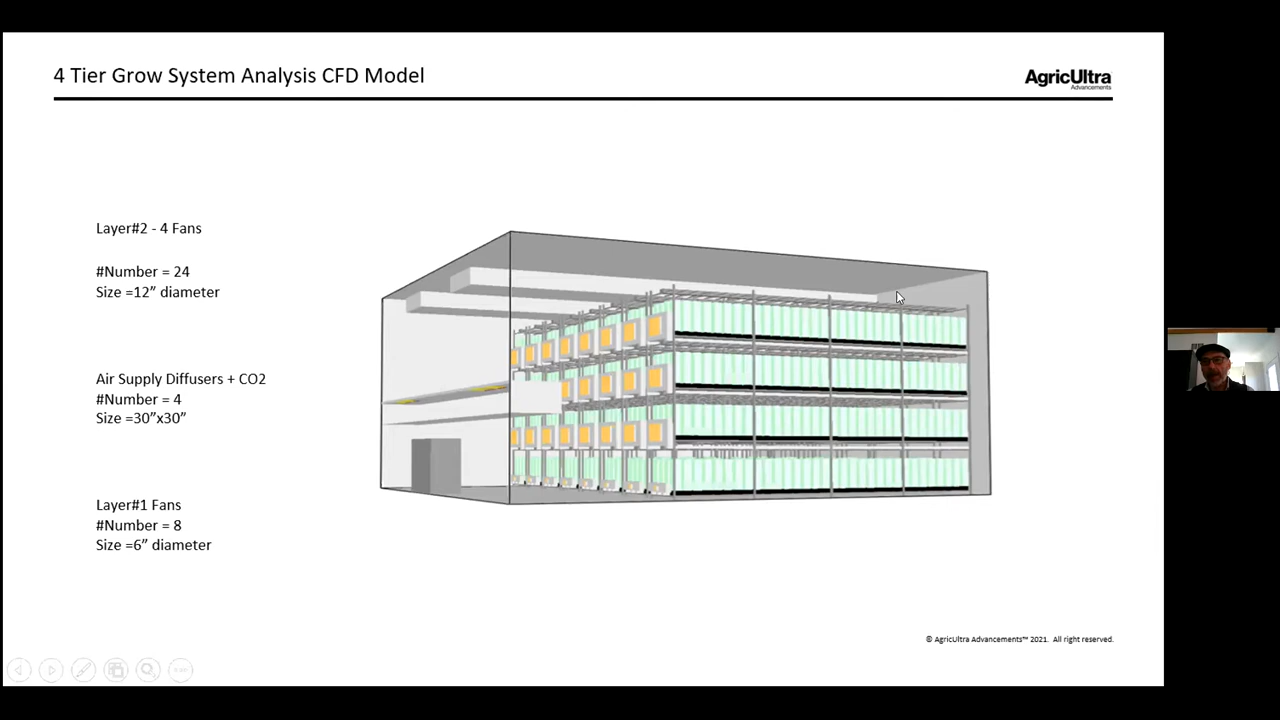 4 Tier Grow System Analysis CFD Model
AgricUltra
Advancements
Layer#2 - 4 Fans
#Number = 24
Size =12” diameter
Air Supply Diffusers + CO2
#Number = 4
Size =30”x30”
Layer#1 Fans
#Number = 8
Size =6” diameter
© AgricUltra Advancements™ 2021. All right reserved.